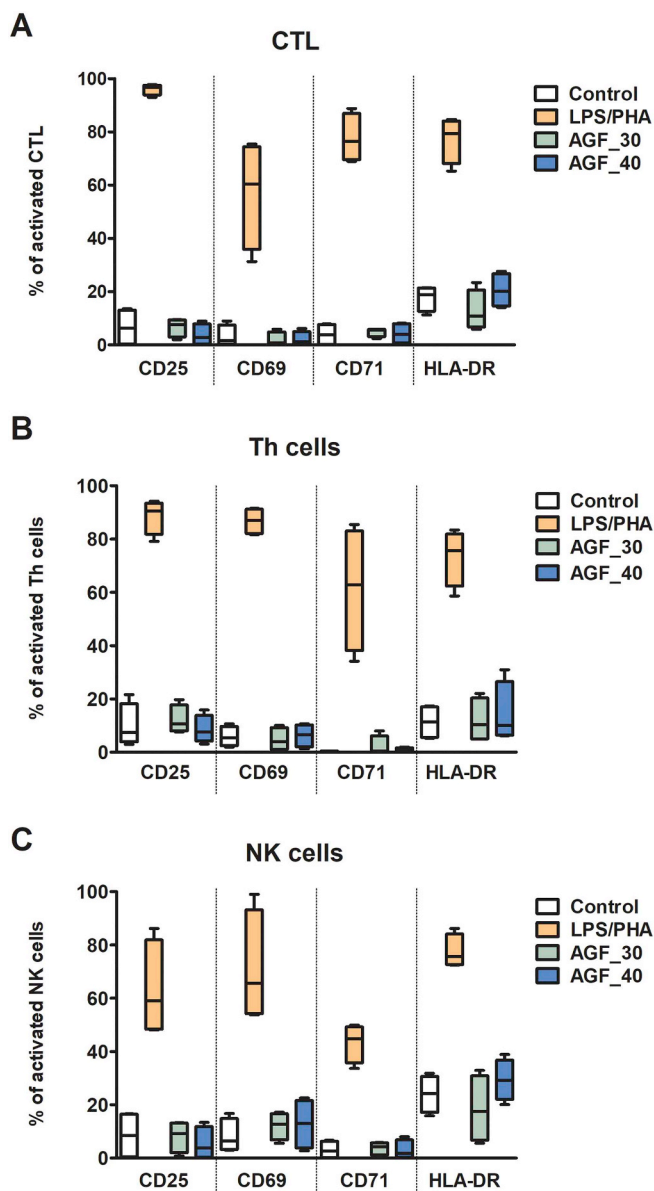 A
CTL
% of activated CTL
100
80
60
40
20
0
CD25 CD69 CD71 HLA-DR
Control
LPS/PHA
AGF_30
AGF_40
B
Th cells
% of activated Th cells
100
80
60
40
20
0
CD25 CD69 CD71 HLA-DR
Control
LPS/PHA
AGF_30
AGF_40
C
NK cells
% of activated NK cells
100
80
60
40
20
0
CD25 CD69 CD71 HLA-DR
Control
LPS/PHA
AGF_30
AGF_40